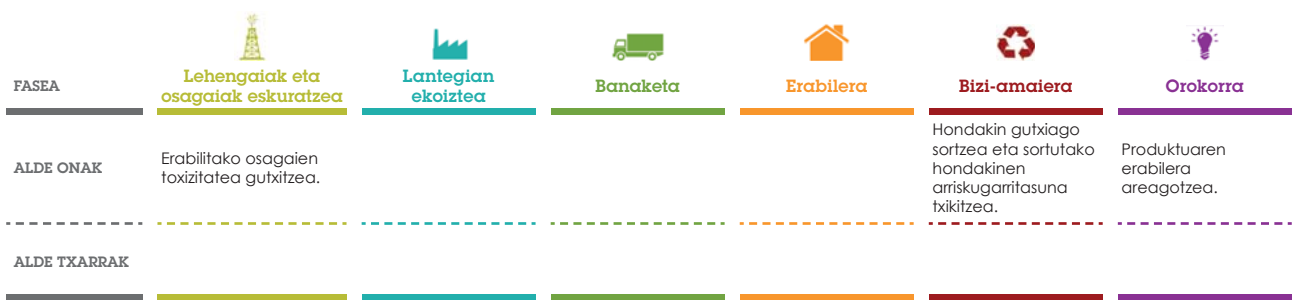 FASEA
Lehengaiak eta
osagaiak eskuratzea
Lantegian
ekoiztea
Banaketa
Erabilera
Bizi-amaiera
Orokorra
ALDE ONAK
Erabilitako osagaien
toxizitatea gutxitzea.
Hondakin gutxiago
sortzea eta sortutako
hondakinen
arriskugarritasuna
txikitzea.
Produktuaren
erabilera
areagotzea.
ALDE TXARRAK